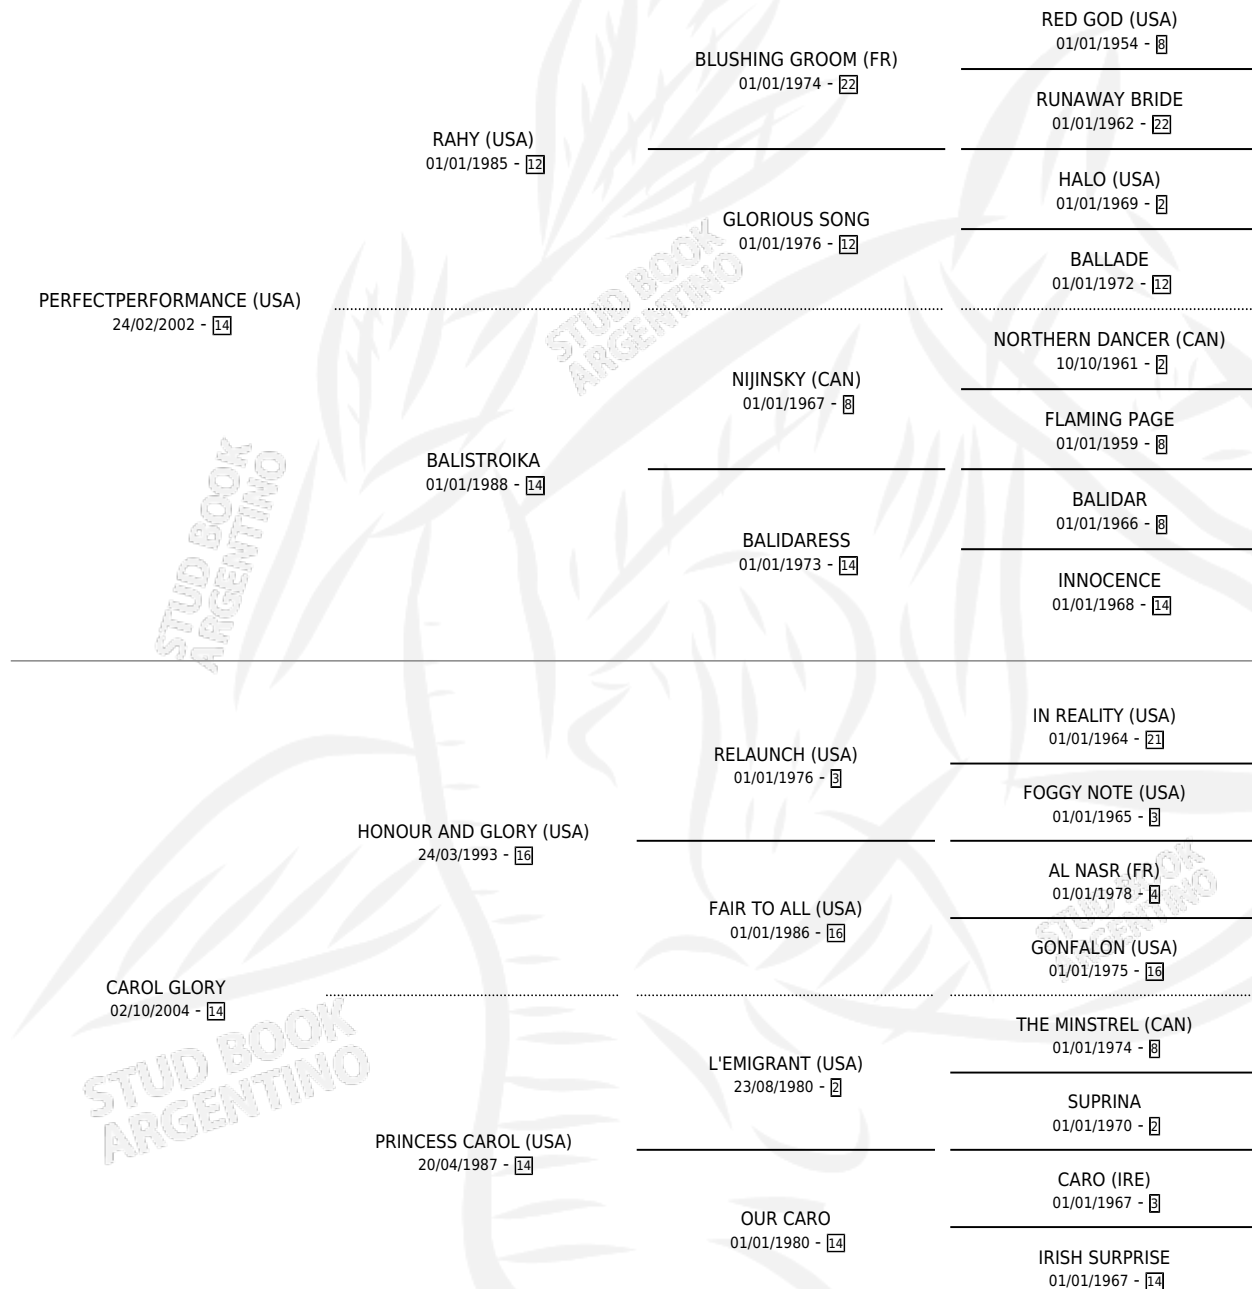 RED GOD (USA)
01/01/1954 - 8
BLUSHING GROOM (FR)
01/01/1974 - 22
RUNAWAY BRIDE
01/01/1962 - 22
RAHY (USA)
01/01/1985 - 12
HALO (USA)
01/01/1969 - 2
GLORIOUS SONG
01/01/1976 - 12
BALLADE
01/01/1972 - 12
PERFECTPERFORMANCE (USA)
24/02/2002 - 14
NORTHERN DANCER (CAN)
10/10/1961 - 2
NIJINSKY (CAN)
01/01/1967 - 8
FLAMING PAGE
01/01/1959 - 8
BALISTROIKA
01/01/1988 - 14
BALIDAR
01/01/1966 - 8
BALIDARESS
01/01/1973 - 14
INNOCENCE
01/01/1968 - 14
IN REALITY (USA)
01/01/1964 - 21
RELAUNCH (USA)
01/01/1976 - 3
FOGGY NOTE (USA)
01/01/1965 - 3
HONOUR AND GLORY (USA)
24/03/1993 - 16
AL NASR (FR)
01/01/1978 - 4
FAIR TO ALL (USA)
01/01/1986 - 16
GONFALON (USA)
01/01/1975 - 16
CAROL GLORY
02/10/2004 - 14
THE MINSTREL (CAN)
01/01/1974 - 8
L'EMIGRANT (USA)
23/08/1980 - 2
SUPRINA
01/01/1970 - 2
PRINCESS CAROL (USA)
20/04/1987 - 14
CARO (IRE)
01/01/1967 - 3
OUR CARO
01/01/1980 - 14
IRISH SURPRISE
01/01/1967 - 14
STUD BOOK
ARGENTINO
STUD BOOK
ARGENTINO
STUD BOOK
ARGENTINO
STUD BOOK
ARGENTINO